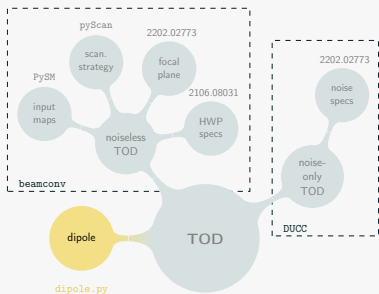 pyScan
2202.02773
scan.
strategy
focal
plane
2202.02773
PySM
2106.08031
noise
specs
input
maps
HWP
specs
noiseless
TOD
noise-
only
TOD
beamconv
dipole
TOD
DUCC
dipole.py